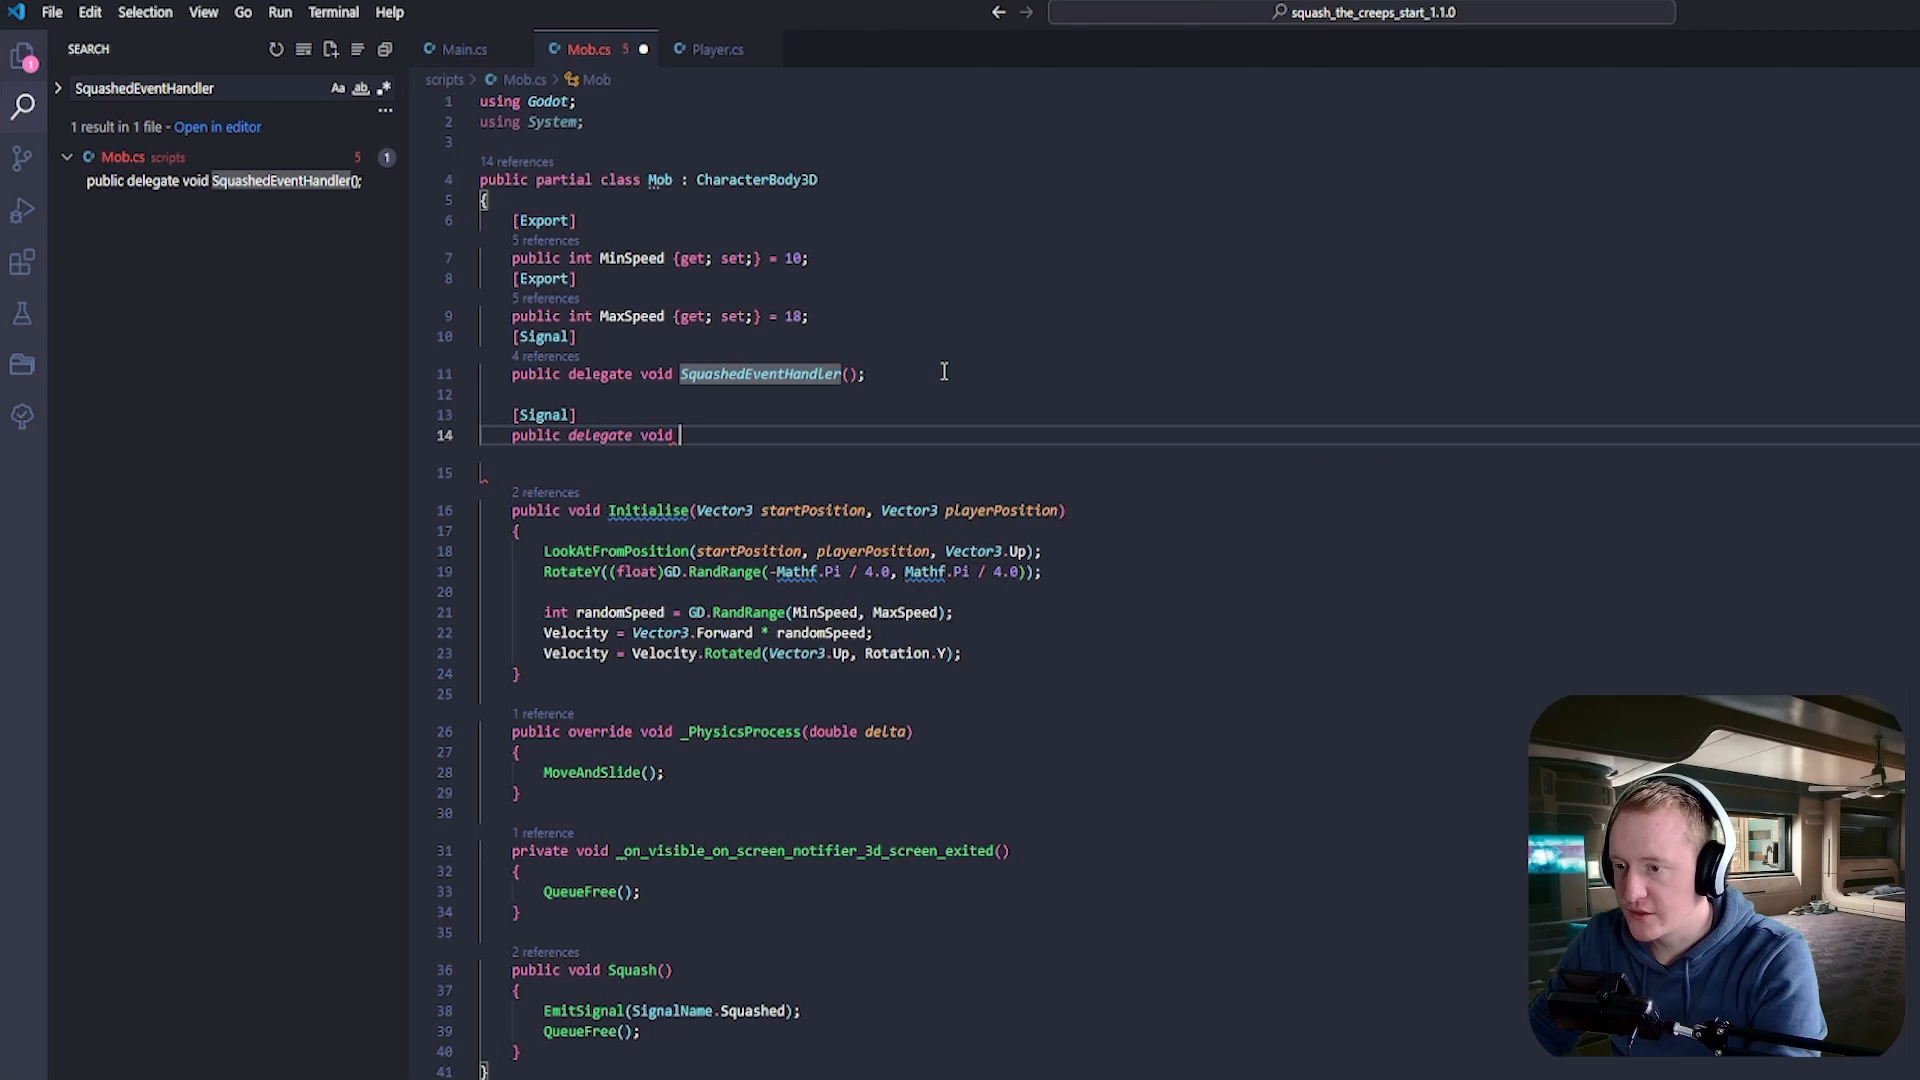 File Edit Selection View Go Run Terminal Help
squash_the_creeps_start_1.1.0
SEARCH
Main.cs
Mob.cs 5
Player.cs
1
SquashedEventHandler
Aa ab
1 result in 1 file - Open in editor
Mob.cs scripts 5 1
public delegate void SquashedEventHandler();
scripts > Mob.cs > Mob
1 using Godot;
2 using System;
3
14 references
4 public partial class Mob : CharacterBody3D
5 {
6 [Export]
5 references
7 public int MinSpeed {get; set;} = 10;
8 [Export]
5 references
9 public int MaxSpeed {get; set;} = 18;
10 [Signal]
4 references
11 public delegate void SquashedEventHandler();
12
13 [Signal]
14 public delegate void
15
2 references
16 public void Initialise(Vector3 startPosition, Vector3 playerPosition)
17 {
18 LookAtFromPosition(startPosition, playerPosition, Vector3.Up);
19 RotateY((float)GD.RandRange(-Mathf.Pi / 4.0, Mathf.Pi / 4.0));
20
21 int randomSpeed = GD.RandRange(MinSpeed, MaxSpeed);
22 Velocity = Vector3.Forward * randomSpeed;
23 Velocity = Velocity.Rotated(Vector3.Up, Rotation.Y);
24 }
25
1 reference
26 public override void _PhysicsProcess(double delta)
27 {
28 MoveAndSlide();
29 }
30
1 reference
31 private void _on_visible_on_screen_notifier_3d_screen_exited()
32 {
33 QueueFree();
34 }
35
2 references
36 public void Squash()
37 {
38 EmitSignal(SignalName.Squashed);
39 QueueFree();
40 }
41 }